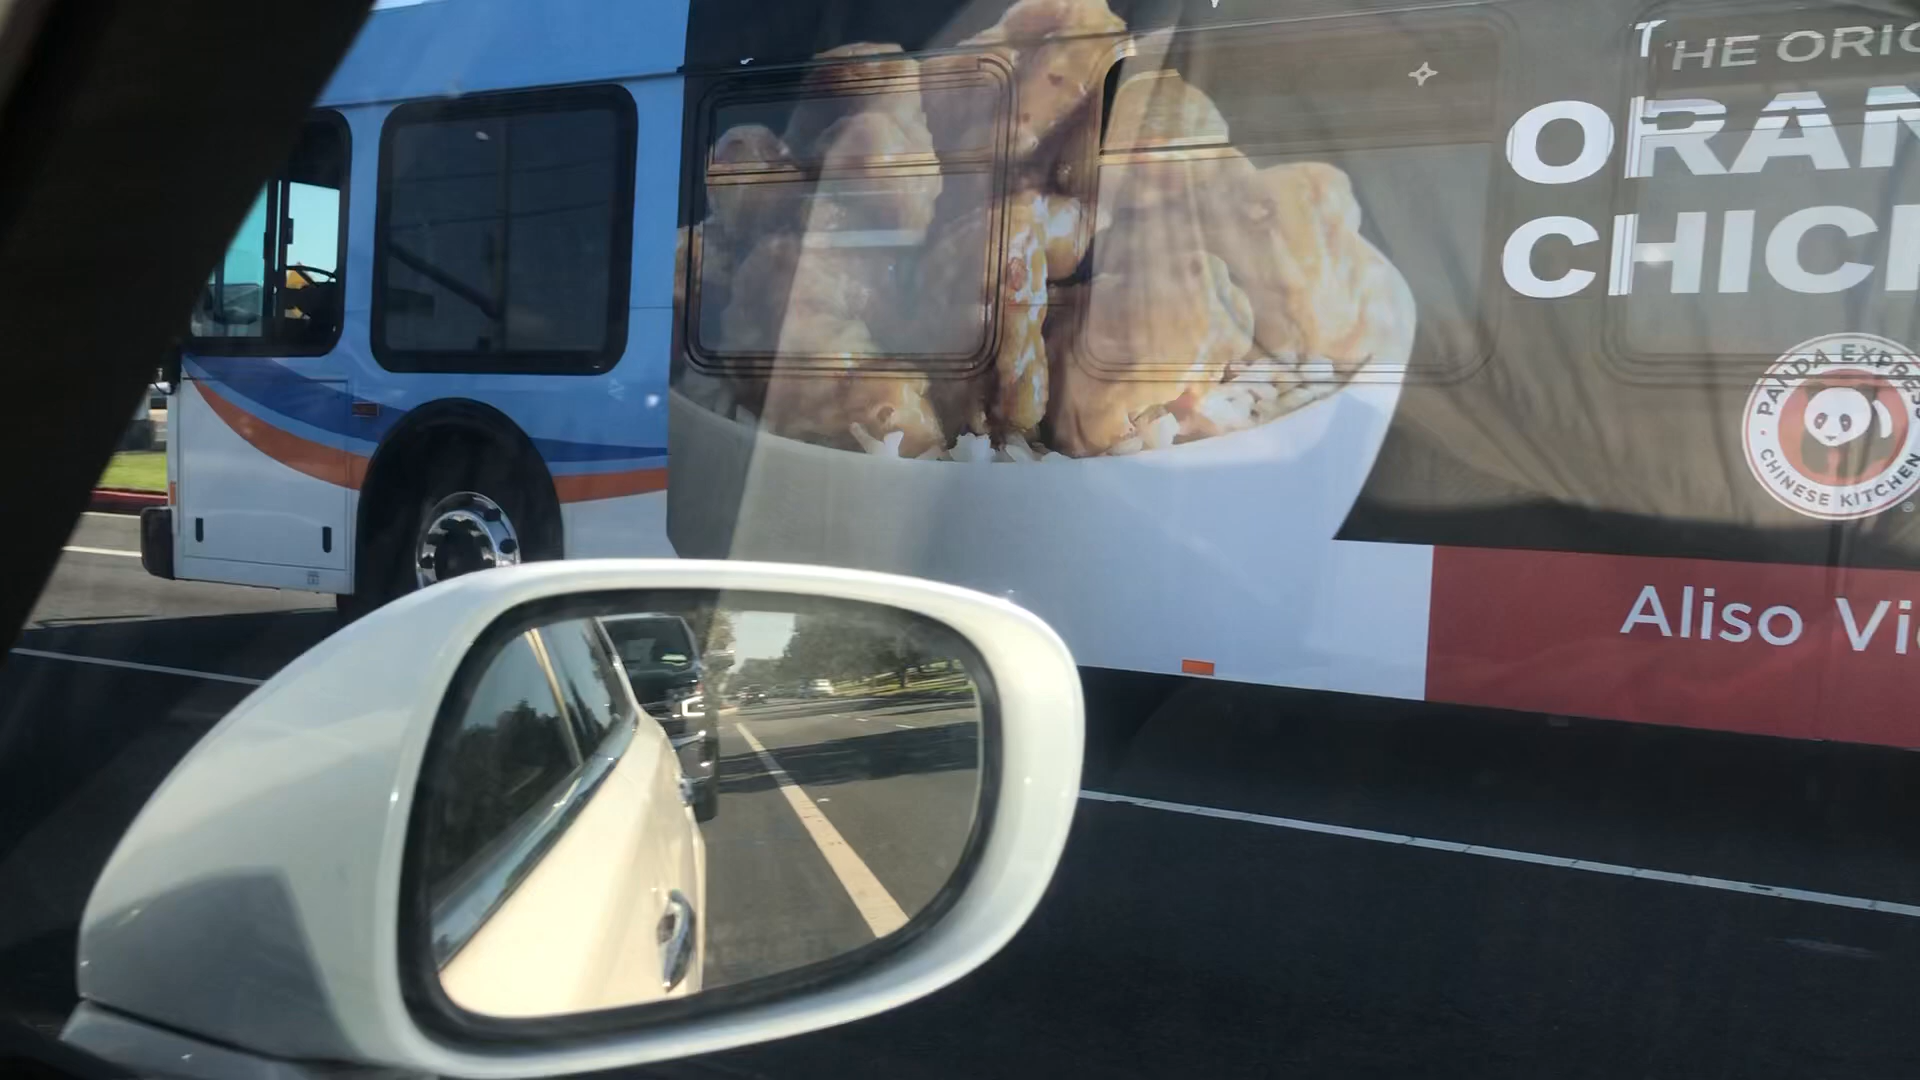 THE ORIG
ORAN
CHICK
PANDA EXPRESS
CHINESE KITCHEN
®
Aliso Vi